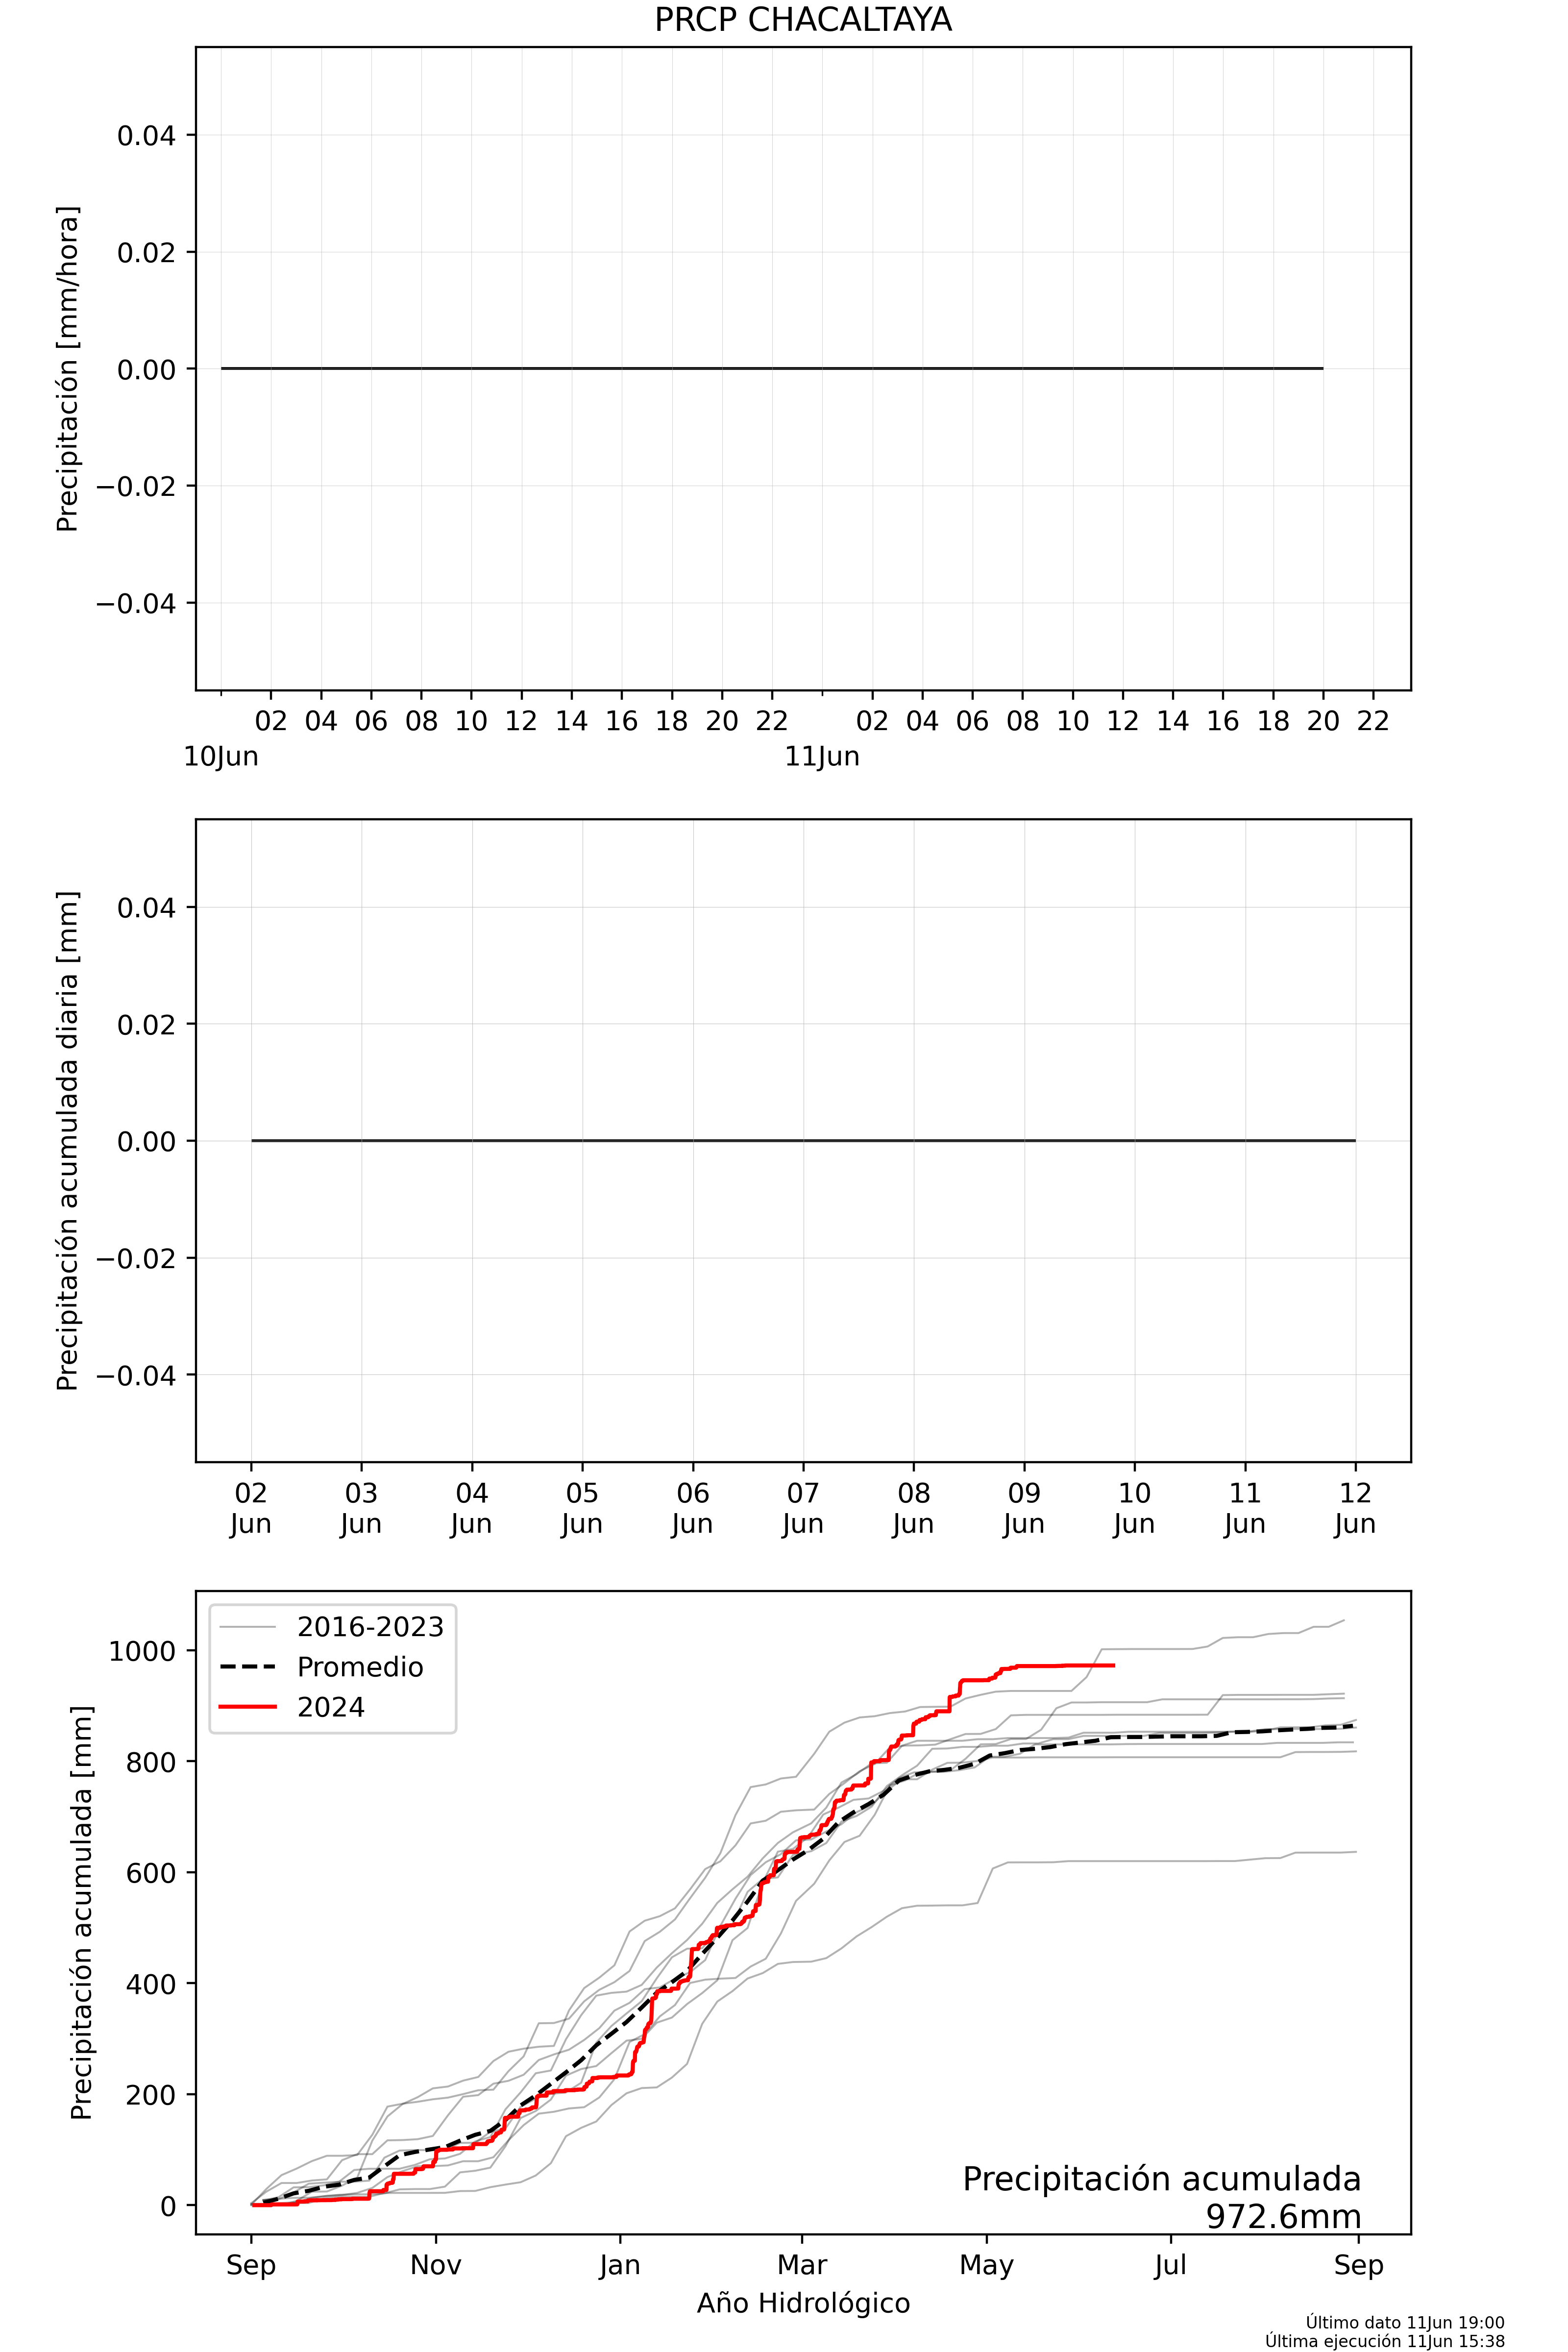 PRCP CHACALTAYA
Precipitación [mm/hora]
0.04
0.02
0.00
−0.02
−0.04
02 04 06 08 10 12 14 16 18 20 22 02 04 06 08 10 12 14 16 18 20 22
10Jun 11Jun
Precipitación acumulada diaria [mm]
0.04
0.02
0.00
−0.02
−0.04
02 03 04 05 06 07 08 09 10 11 12
Jun Jun Jun Jun Jun Jun Jun Jun Jun Jun Jun
Precipitación acumulada [mm]
1000
800
600
400
200
0
2016-2023
Promedio
2024
Precipitación acumulada
972.6mm
Sep Nov Jan Mar May Jul Sep
Año Hidrológico
Último dato 11Jun 19:00
Última ejecución 11Jun 15:38